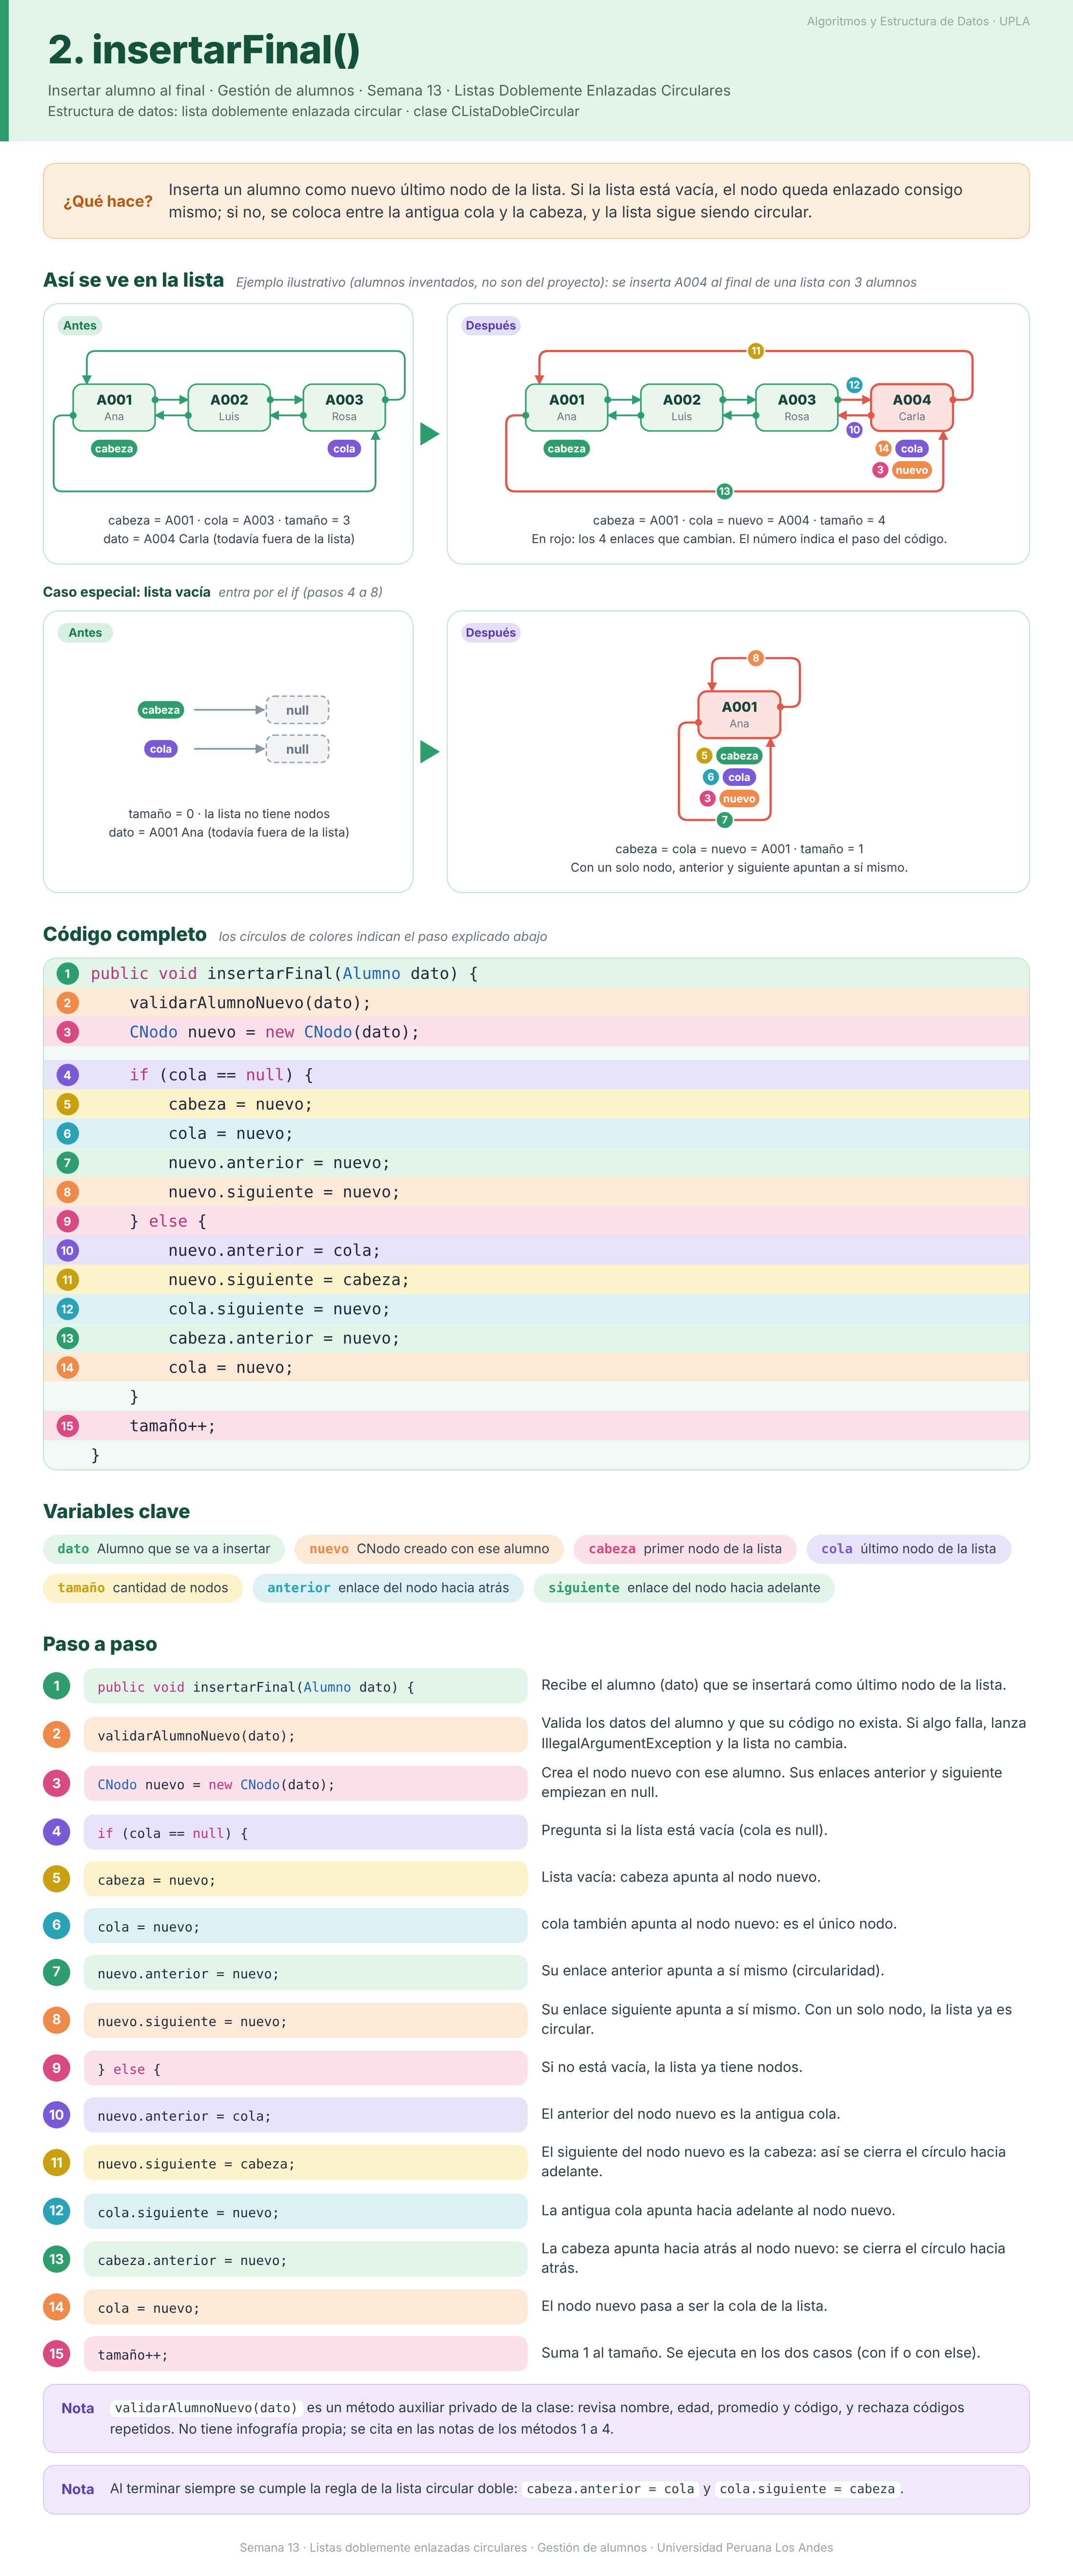 Algoritmos y Estructura de Datos · UPLA
2. insertarFinal()
Insertar alumno al final · Gestión de alumnos · Semana 13 · Listas Doblemente Enlazadas Circulares
Estructura de datos: lista doblemente enlazada circular · clase CListaDobleCircular
¿Qué hace?
Inserta un alumno como nuevo último nodo de la lista. Si la lista está vacía, el nodo queda enlazado consigo
mismo; si no, se coloca entre la antigua cola y la cabeza, y la lista sigue siendo circular.
Así se ve en la lista Ejemplo ilustrativo (alumnos inventados, no son del proyecto): se inserta A004 al final de una lista con 3 alumnos
Antes
A001 A002 A003
Ana Luis Rosa
cabeza cola
cabeza = A001 · cola = A003 · tamaño = 3
dato = A004 Carla (todavía fuera de la lista)
Después
11
12
A001 A002 A003 A004
Ana Luis Rosa Carla
10
cabeza 14 cola
3 nuevo
13
cabeza = A001 · cola = nuevo = A004 · tamaño = 4
En rojo: los 4 enlaces que cambian. El número indica el paso del código.
Caso especial: lista vacía entra por el if (pasos 4 a 8)
Antes
cabeza null
cola null
tamaño = 0 · la lista no tiene nodos
dato = A001 Ana (todavía fuera de la lista)
Después
8
A001
Ana
5 cabeza
6 cola
3 nuevo
7
cabeza = cola = nuevo = A001 · tamaño = 1
Con un solo nodo, anterior y siguiente apuntan a sí mismo.
Código completo los círculos de colores indican el paso explicado abajo
1 public void insertarFinal(Alumno dato) {
2 validarAlumnoNuevo(dato);
3 CNodo nuevo = new CNodo(dato);
4 if (cola == null) {
5 cabeza = nuevo;
6 cola = nuevo;
7 nuevo.anterior = nuevo;
8 nuevo.siguiente = nuevo;
9 } else {
10 nuevo.anterior = cola;
11 nuevo.siguiente = cabeza;
12 cola.siguiente = nuevo;
13 cabeza.anterior = nuevo;
14 cola = nuevo;
}
15 tamaño++;
}
Variables clave
dato Alumno que se va a insertar nuevo CNodo creado con ese alumno cabeza primer nodo de la lista cola último nodo de la lista
tamaño cantidad de nodos anterior enlace del nodo hacia atrás siguiente enlace del nodo hacia adelante
Paso a paso
1 public void insertarFinal(Alumno dato) { Recibe el alumno (dato) que se insertará como último nodo de la lista.
2 validarAlumnoNuevo(dato); Valida los datos del alumno y que su código no exista. Si algo falla, lanza
IllegalArgumentException y la lista no cambia.
3 CNodo nuevo = new CNodo(dato); Crea el nodo nuevo con ese alumno. Sus enlaces anterior y siguiente
empiezan en null.
4 if (cola == null) { Pregunta si la lista está vacía (cola es null).
5 cabeza = nuevo; Lista vacía: cabeza apunta al nodo nuevo.
6 cola = nuevo; cola también apunta al nodo nuevo: es el único nodo.
7 nuevo.anterior = nuevo; Su enlace anterior apunta a sí mismo (circularidad).
8 nuevo.siguiente = nuevo; Su enlace siguiente apunta a sí mismo. Con un solo nodo, la lista ya es
circular.
9 } else { Si no está vacía, la lista ya tiene nodos.
10 nuevo.anterior = cola; El anterior del nodo nuevo es la antigua cola.
11 nuevo.siguiente = cabeza; El siguiente del nodo nuevo es la cabeza: así se cierra el círculo hacia
adelante.
12 cola.siguiente = nuevo; La antigua cola apunta hacia adelante al nodo nuevo.
13 cabeza.anterior = nuevo; La cabeza apunta hacia atrás al nodo nuevo: se cierra el círculo hacia
atrás.
14 cola = nuevo; El nodo nuevo pasa a ser la cola de la lista.
15 tamaño++; Suma 1 al tamaño. Se ejecuta en los dos casos (con if o con else).
Nota validarAlumnoNuevo(dato) es un método auxiliar privado de la clase: revisa nombre, edad, promedio y código, y rechaza códigos
repetidos. No tiene infografía propia; se cita en las notas de los métodos 1 a 4.
Nota Al terminar siempre se cumple la regla de la lista circular doble: cabeza.anterior = cola y cola.siguiente = cabeza.
Semana 13 · Listas doblemente enlazadas circulares · Gestión de alumnos · Universidad Peruana Los Andes